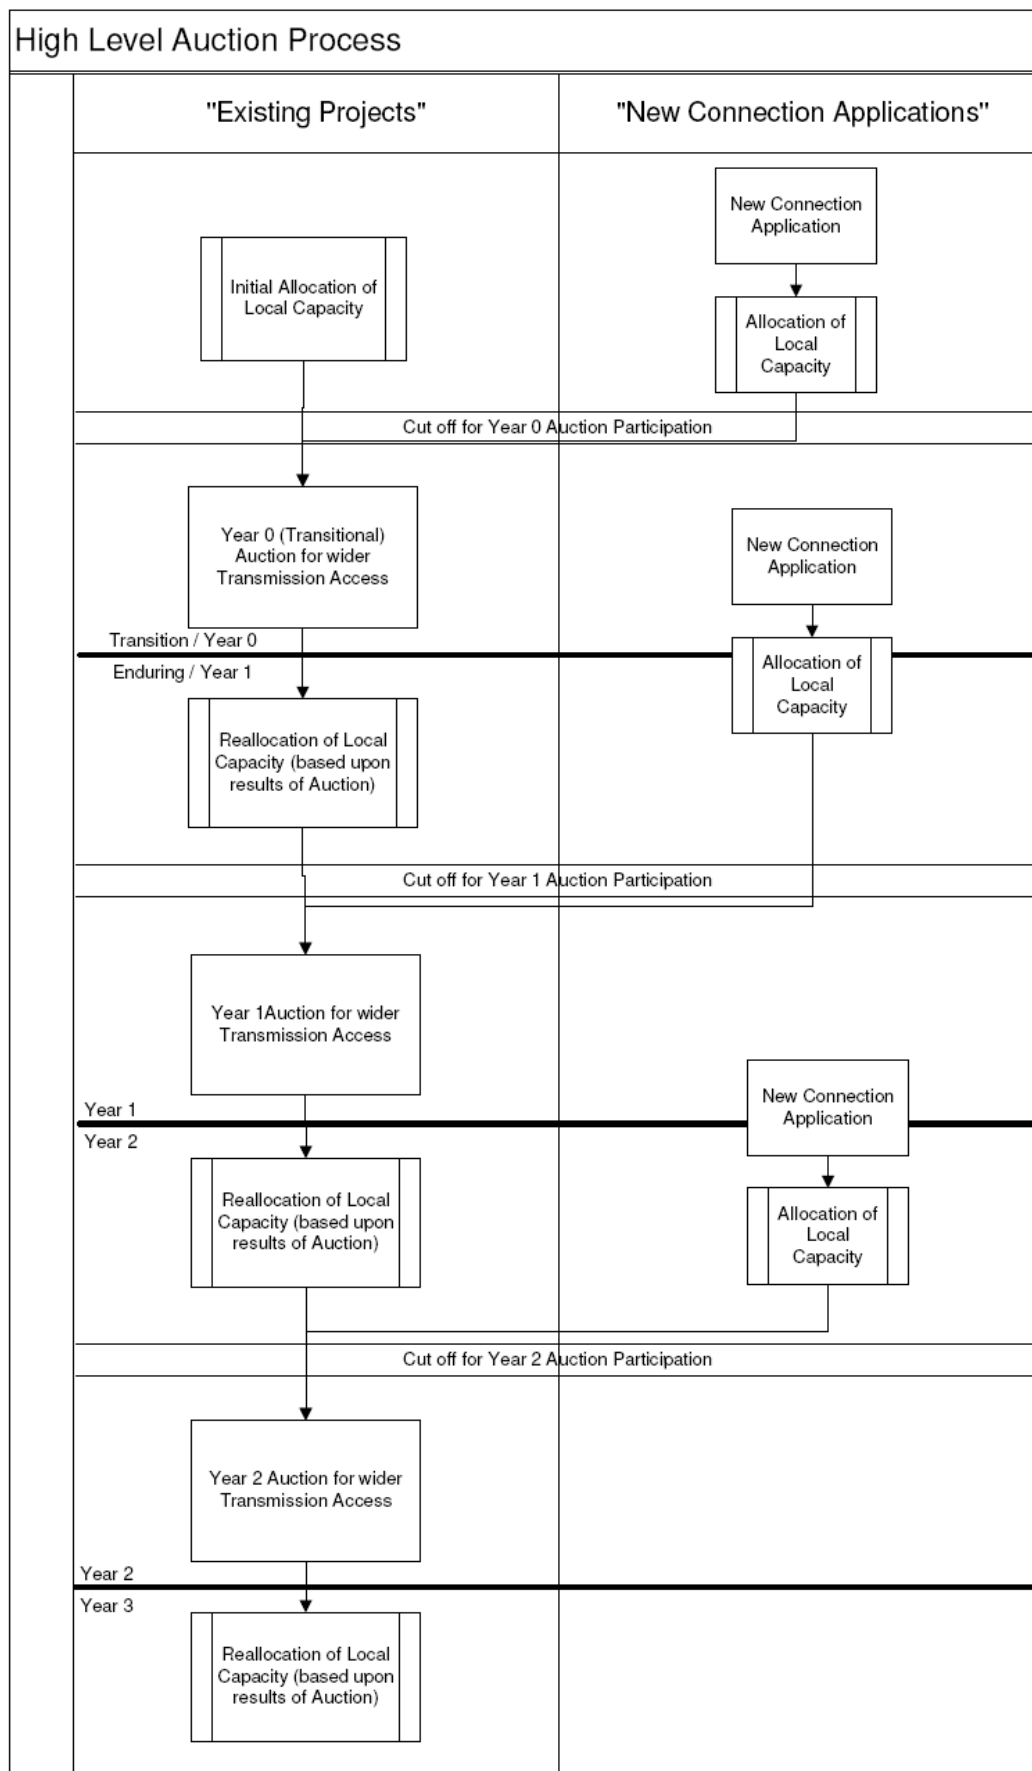 High Level Auction Process
"Existing Projects"
"New Connection Applications"
New Connection
Application
Initial Allocation of
Local Capacity
Allocation of
Local
Capacity
Cut off for Year 0 Auction Participation
Year 0 (Transitional)
Auction for wider
Transmission Access
New Connection
Application
Transition / Year 0
Enduring / Year 1
Allocation of
Local
Capacity
Reallocation of Local
Capacity (based upon
results of Auction)
Cut off for Year 1 Auction Participation
Year 1Auction for wider
Transmission Access
New Connection
Application
Year 1
Year 2
Reallocation of Local
Capacity (based upon
results of Auction)
Allocation of
Local
Capacity
Cut off for Year 2 Auction Participation
Year 2 Auction for wider
Transmission Access
Year 2
Year 3
Reallocation of Local
Capacity (based upon
results of Auction)